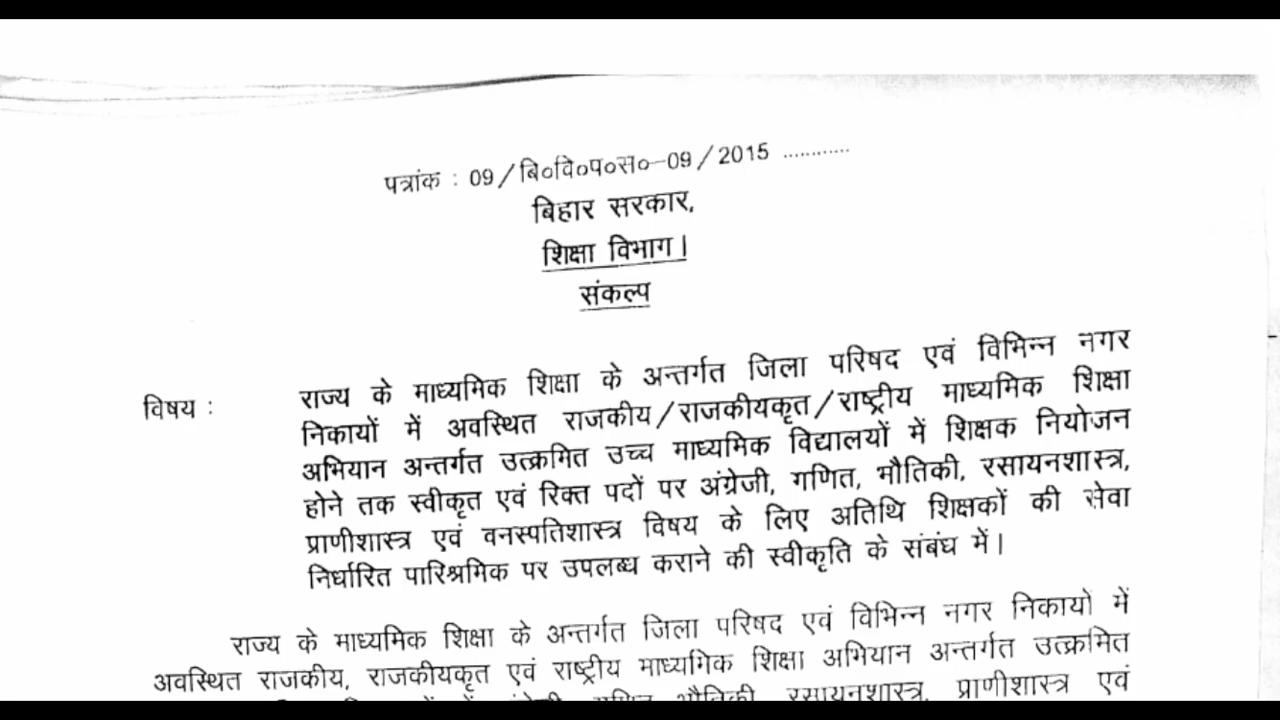 पत्रांक : 09/बि०वि०प०स०-09/2015 ............
बिहार सरकार,
शिक्षा विभाग।
संकल्प
विषय : राज्य के माध्यमिक शिक्षा के अन्तर्गत जिला परिषद एवं विभिन्न नगर
निकायों में अवस्थित राजकीय/राजकीयकृत/राष्ट्रीय माध्यमिक शिक्षा
अभियान अन्तर्गत उत्क्रमित उच्च माध्यमिक विद्यालयों में शिक्षक नियोजन
होने तक स्वीकृत एवं रिक्त पदों पर अंग्रेजी, गणित, भौतिकी, रसायनशास्त्र,
प्राणीशास्त्र एवं वनस्पतिशास्त्र विषय के लिए अतिथि शिक्षकों की सेवा
निर्धारित पारिश्रमिक पर उपलब्ध कराने की स्वीकृति के संबंध में।
राज्य के माध्यमिक शिक्षा के अन्तर्गत जिला परिषद एवं विभिन्न नगर निकायों में
अवस्थित राजकीय, राजकीयकृत एवं राष्ट्रीय माध्यमिक शिक्षा अभियान अन्तर्गत उत्क्रमित
भौतिकी, रसायनशास्त्र, प्राणीशास्त्र एवं